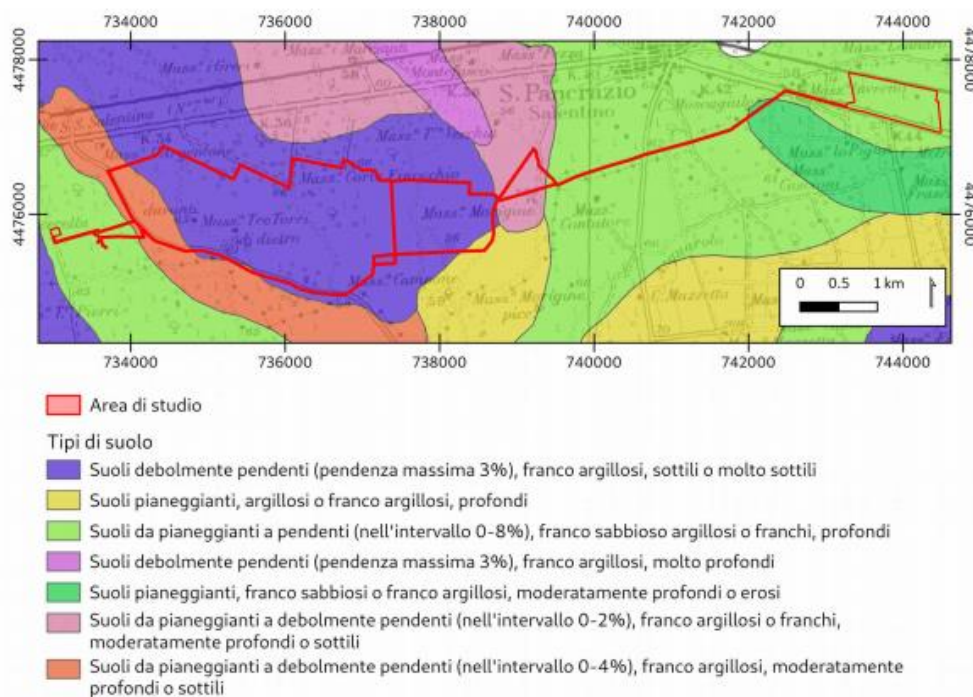 734000 736000 738000 740000 742000 744000
4478000 4478000
S. Pancrazio
Salentino
4476000 4476000
0 0.5 1 km
734000 736000 738000 740000 742000 744000
Area di studio
Tipi di suolo
Suoli debolmente pendenti (pendenza massima 3%), franco argillosi, sottili o molto sottili
Suoli pianeggianti, argillosi o franco argillosi, profondi
Suoli da pianeggianti a pendenti (nell'intervallo 0-8%), franco sabbioso argillosi o franchi, profondi
Suoli debolmente pendenti (pendenza massima 3%), franco argillosi, molto profondi
Suoli pianeggianti, franco sabbiosi o franco argillosi, moderatamente profondi o erosi
Suoli da pianeggianti a debolmente pendenti (nell'intervallo 0-2%), franco argillosi o franchi,
moderatamente profondi o sottili
Suoli da pianeggianti a debolmente pendenti (nell'intervallo 0-4%), franco argillosi, moderatamente
profondi o sottili